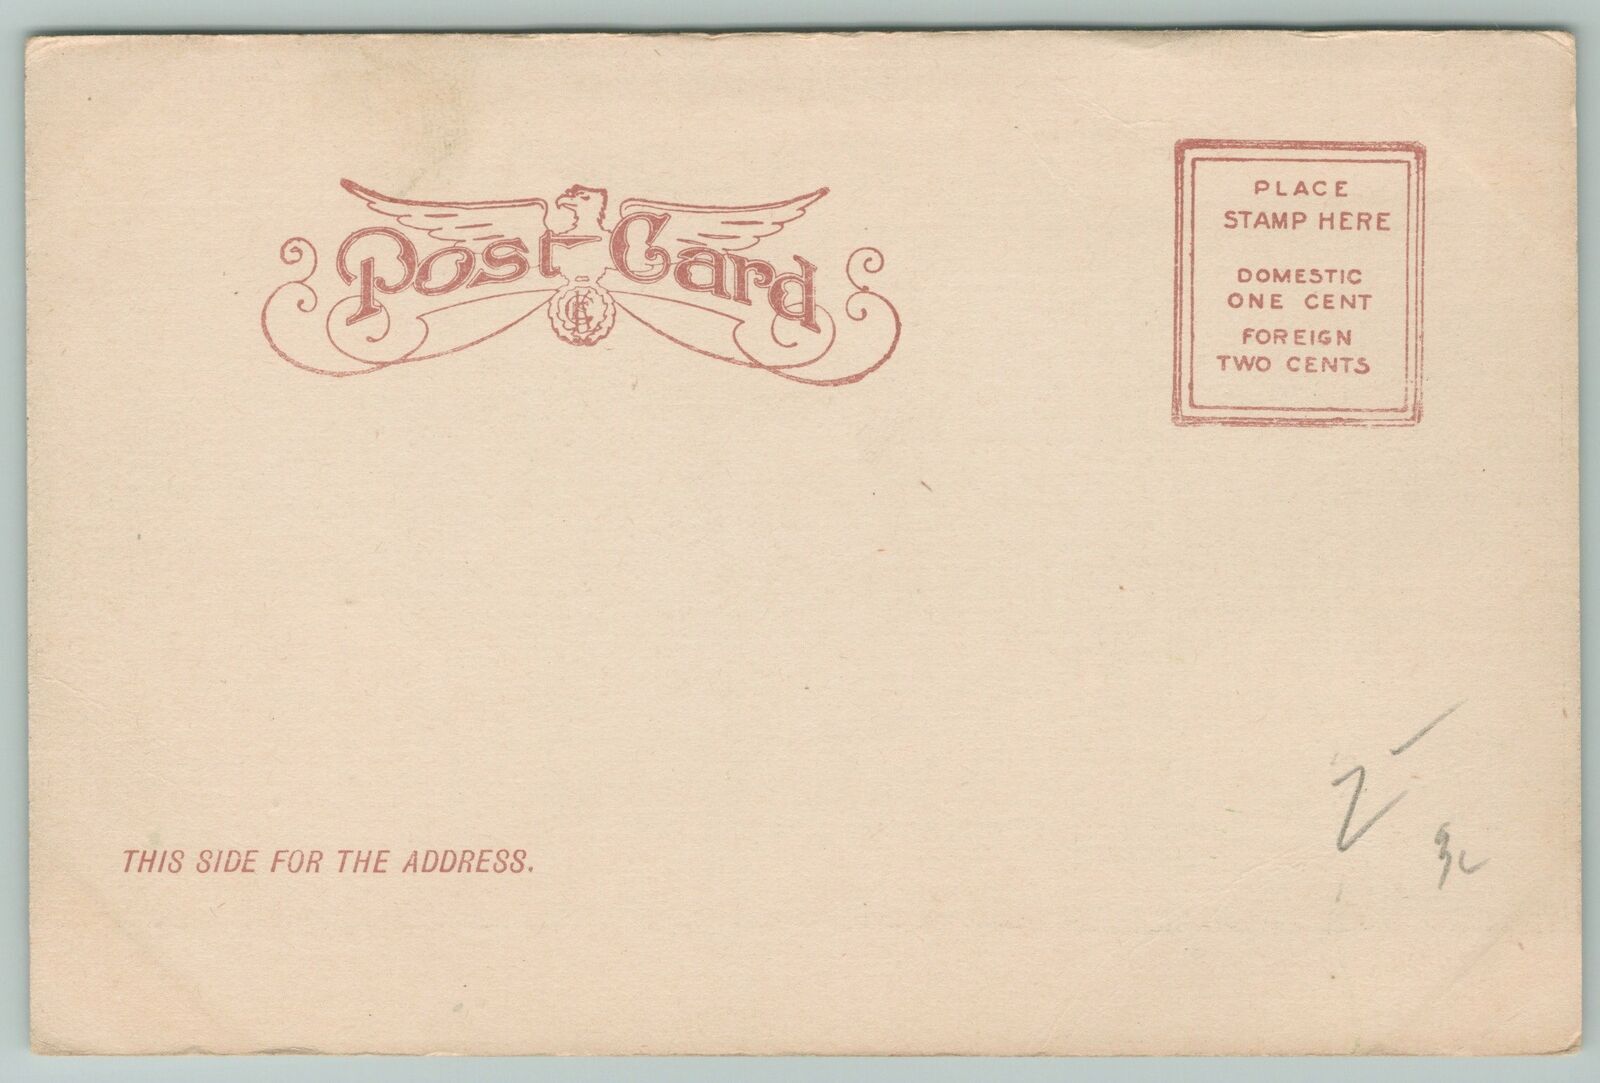 Post Card
PLACE
STAMP HERE
DOMESTIC
ONE CENT
FOREIGN
TWO CENTS
THIS SIDE FOR THE ADDRESS.